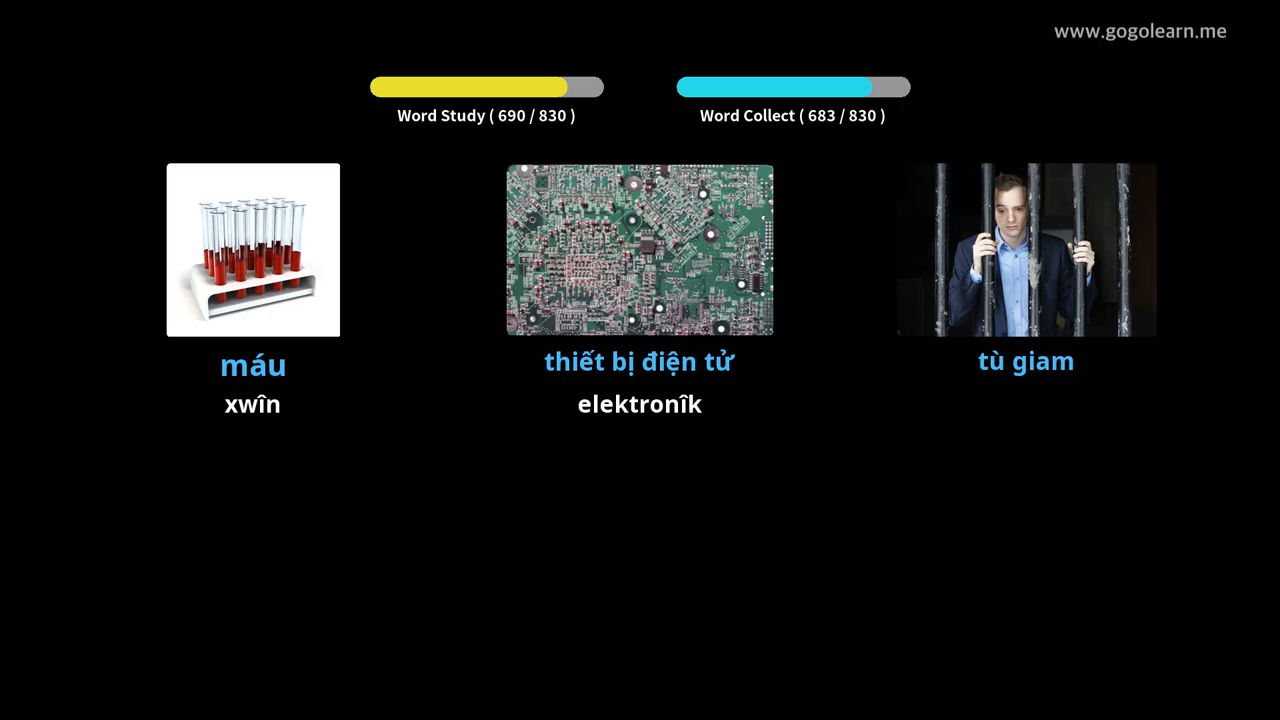 www.gogolearn.me
Word Study ( 690 / 830 )
Word Collect ( 683 / 830 )
máu
thiết bị điện tử
tù giam
xwîn
elektronîk